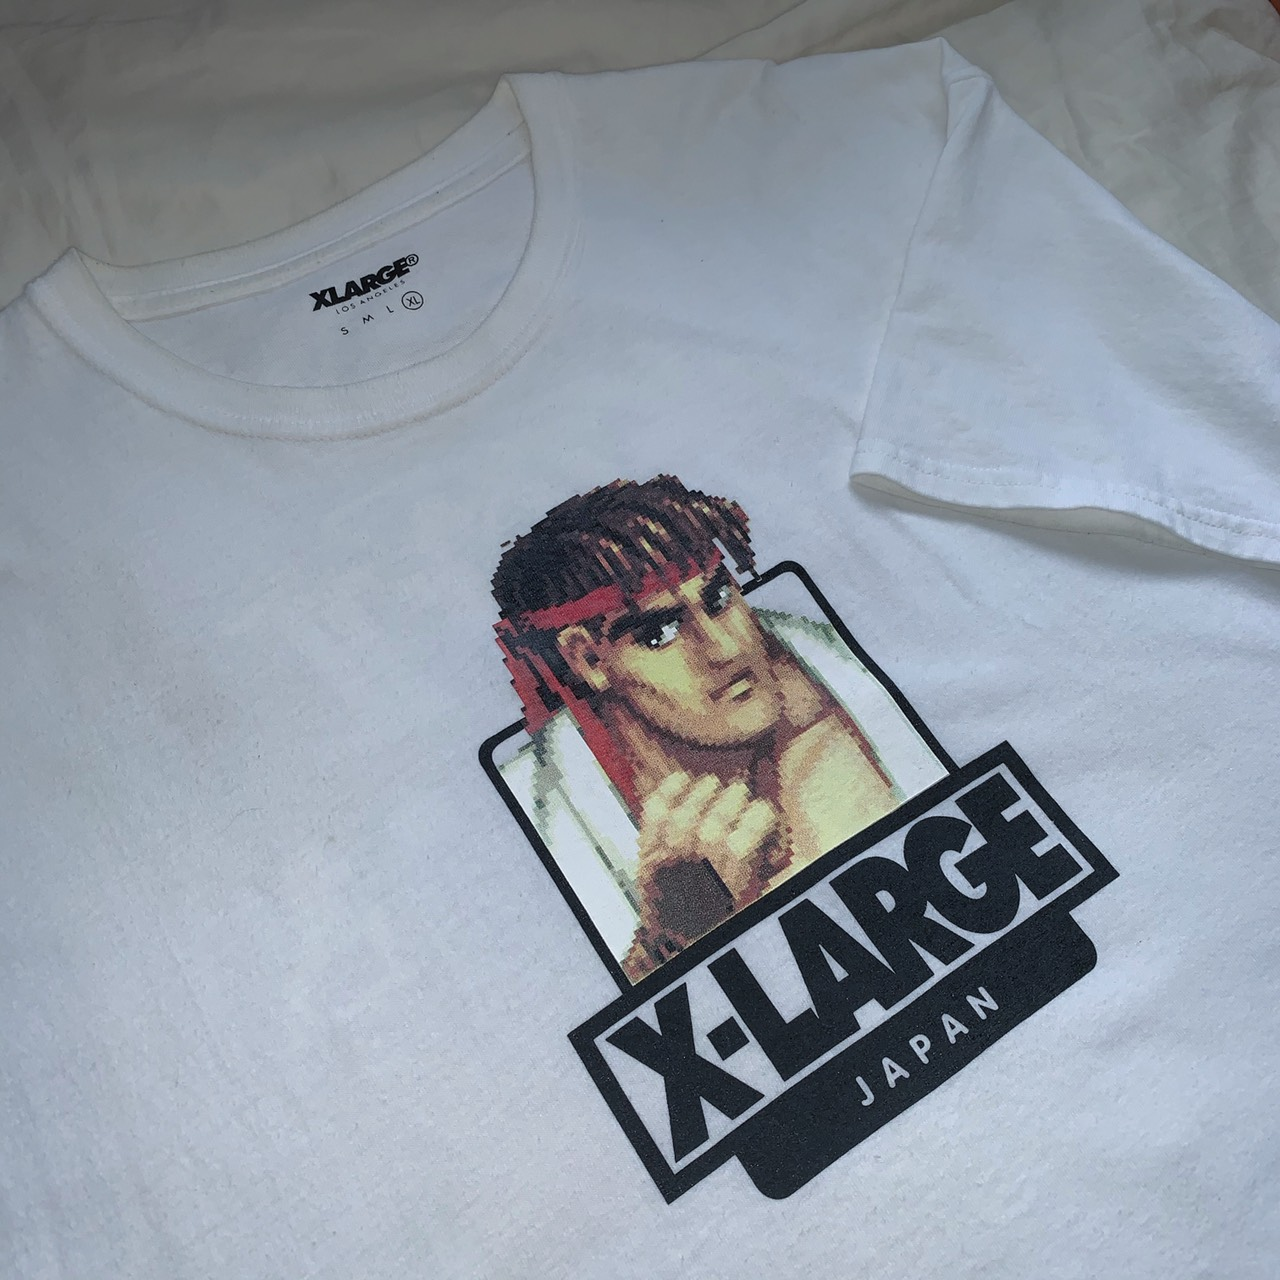 XLARGE®
LOS ANGELES
S M L XL
X-LARGE
JAPAN